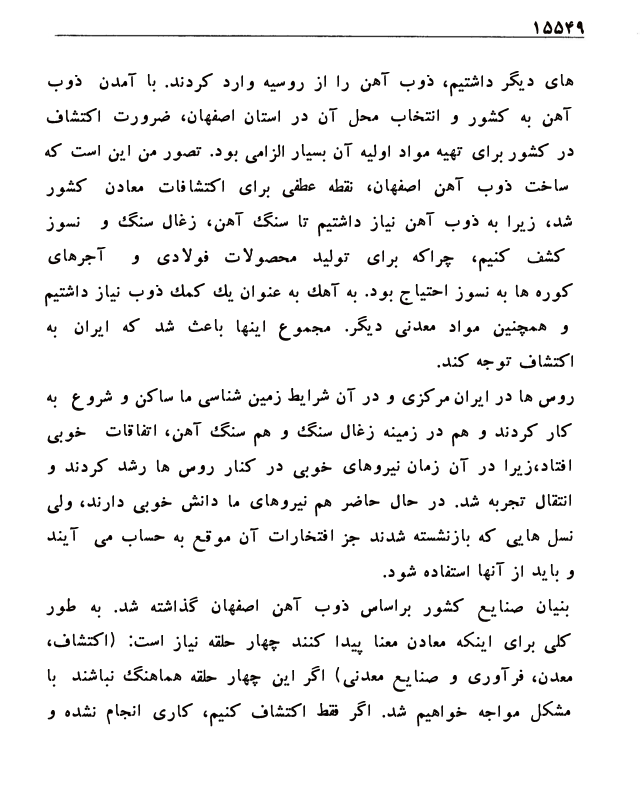 ۱۵۵۴۹
های دیگر داشتیم، ذوب آهن را از روسیه وارد کردند. با آمدن ذوب
آهن به کشور و انتخاب محل آن در استان اصفهان، ضرورت اکتشاف
در کشور برای تهیه مواد اولیه آن بسیار الزامی بود. تصور من این است که
ساخت ذوب آهن اصفهان، نقطه عطفی برای اکتشافات معادن کشور
شد، زیرا به ذوب آهن نیاز داشتیم تا سنگ آهن، زغال سنگ و نسوز
کشف کنیم، چراکه برای تولید محصولات فولادی و آجرهای
کوره ها به نسوز احتیاج بود. به آهك به عنوان یك کمك ذوب نیاز داشتیم
و همچنین مواد معدنی دیگر. مجموع اینها باعث شد که ایران به
اکتشاف توجه کند.
روس ها در ایران مرکزی و در آن شرایط زمین شناسی ما ساکن و شروع به
کار کردند و هم در زمینه زغال سنگ و هم سنگ آهن، اتفاقات خوبی
افتاد،زیرا در آن زمان نیروهای خوبی در کنار روس ها رشد کردند و
انتقال تجربه شد. در حال حاضر هم نیروهای ما دانش خوبی دارند، ولی
نسل هایی که بازنشسته شدند جز افتخارات آن موقع به حساب می آیند
و باید از آنها استفاده شود.
بنیان صنایع کشور براساس ذوب آهن اصفهان گذاشته شد. به طور
کلی برای اینکه معادن معنا پیدا کنند چهار حلقه نیاز است: (اکتشاف،
معدن، فرآوری و صنایع معدنی) اگر این چهار حلقه هماهنگ نباشند با
مشکل مواجه خواهیم شد. اگر فقط اکتشاف کنیم، کاری انجام نشده و